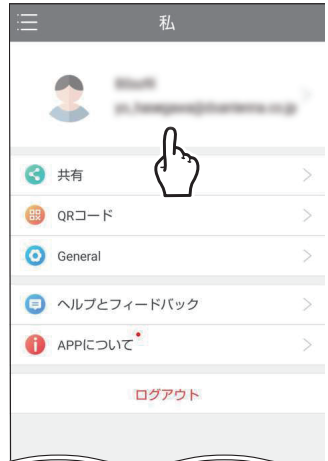 私
共有
QRコード
General
ヘルプとフィードバック
APPについて
ログアウト